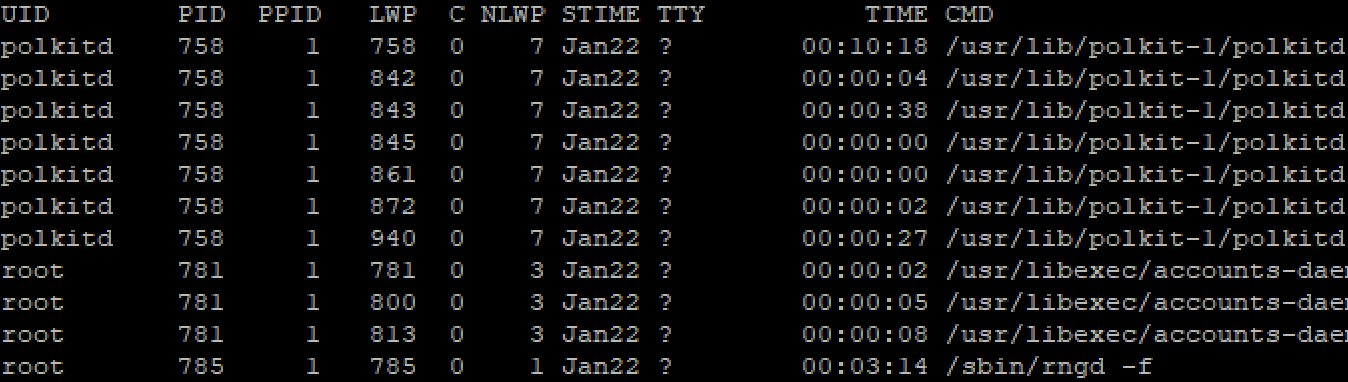 UID PID PPID LWP C NLWP STIME TTY TIME CMD
polkitd 758 1 758 0 7 Jan22 ? 00:10:18 /usr/lib/polkit-1/polkitd
polkitd 758 1 842 0 7 Jan22 ? 00:00:04 /usr/lib/polkit-1/polkitd
polkitd 758 1 843 0 7 Jan22 ? 00:00:38 /usr/lib/polkit-1/polkitd
polkitd 758 1 845 0 7 Jan22 ? 00:00:00 /usr/lib/polkit-1/polkitd
polkitd 758 1 861 0 7 Jan22 ? 00:00:00 /usr/lib/polkit-1/polkitd
polkitd 758 1 872 0 7 Jan22 ? 00:00:02 /usr/lib/polkit-1/polkitd
polkitd 758 1 940 0 7 Jan22 ? 00:00:27 /usr/lib/polkit-1/polkitd
root 781 1 781 0 3 Jan22 ? 00:00:02 /usr/libexec/accounts-daem
root 781 1 800 0 3 Jan22 ? 00:00:05 /usr/libexec/accounts-daem
root 781 1 813 0 3 Jan22 ? 00:00:08 /usr/libexec/accounts-daem
root 785 1 785 0 1 Jan22 ? 00:03:14 /sbin/rngd -f